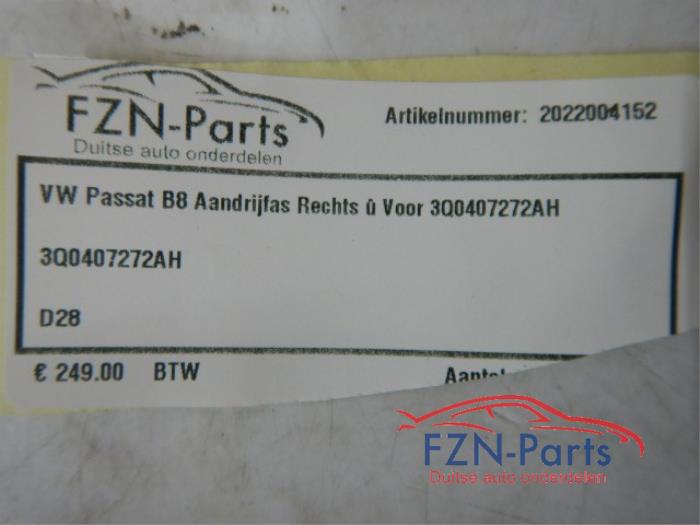 FZN-Parts
Duitse auto onderdelen
Artikelnummer: 2022004152
VW Passat B8 Aandrijfas Rechts û Voor 3Q0407272AH
3Q0407272AH
D28
€ 249.00 BTW
FZN-Parts
Duitse auto onderdelen